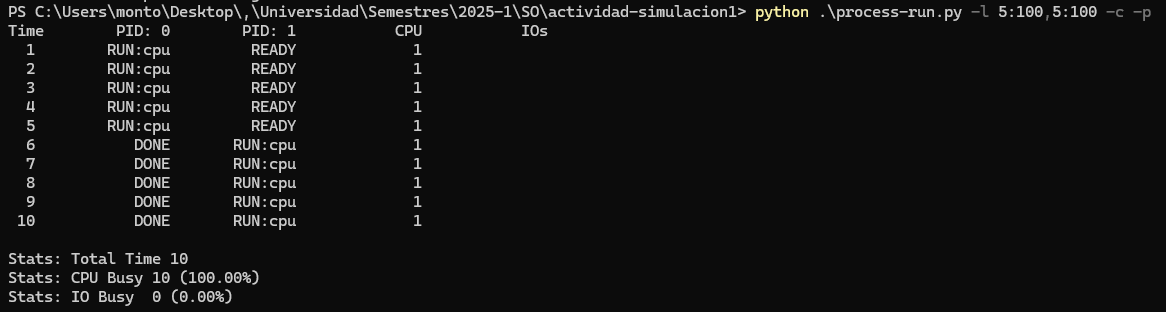 PS C:\Users\monto\Desktop\,\Universidad\Semestres\2025-1\SO\actividad-simulacion1> python .\process-run.py -l 5:100,5:100 -c -p
Time        PID: 0        PID: 1           CPU           IOs
  1        RUN:cpu         READY             1
  2        RUN:cpu         READY             1
  3        RUN:cpu         READY             1
  4        RUN:cpu         READY             1
  5        RUN:cpu         READY             1
  6           DONE       RUN:cpu             1
  7           DONE       RUN:cpu             1
  8           DONE       RUN:cpu             1
  9           DONE       RUN:cpu             1
 10           DONE       RUN:cpu             1
Stats: Total Time 10
Stats: CPU Busy 10 (100.00%)
Stats: IO Busy  0 (0.00%)